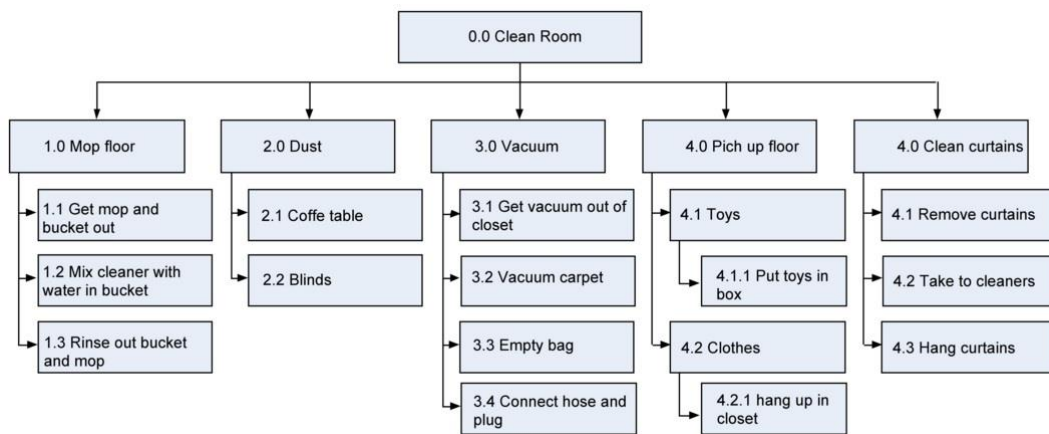 0.0 Clean Room
1.0 Mop floor
1.1 Get mop and
bucket out
1.2 Mix cleaner with
water in bucket
1.3 Rinse out bucket
and mop
2.0 Dust
2.1 Coffe table
2.2 Blinds
3.0 Vacuum
3.1 Get vacuum out of
closet
3.2 Vacuum carpet
3.3 Empty bag
3.4 Connect hose and
plug
4.0 Pich up floor
4.1 Toys
4.1.1 Put toys in
box
4.2 Clothes
4.2.1 hang up in
closet
4.0 Clean curtains
4.1 Remove curtains
4.2 Take to cleaners
4.3 Hang curtains